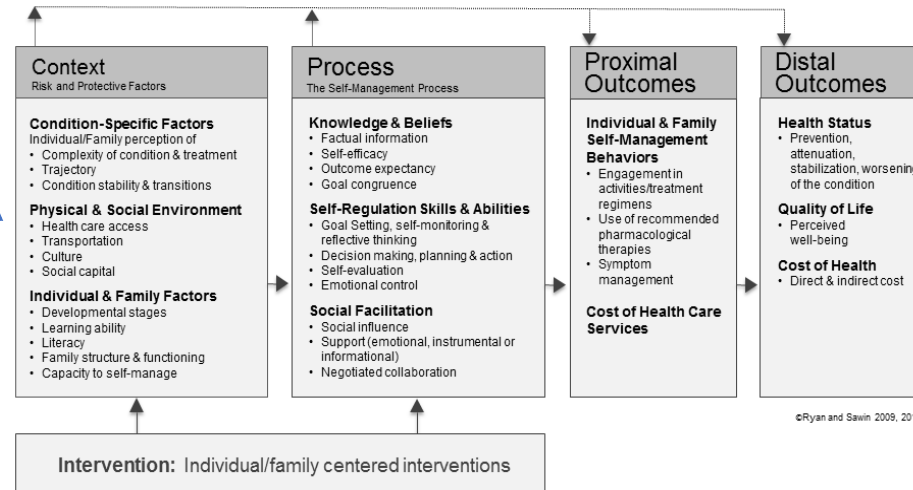 Context
Risk and Protective Factors
Condition-Specific Factors
Individual/Family perception of
• Complexity of condition & treatment
• Trajectory
• Condition stability & transitions
Physical & Social Environment
• Health care access
• Transportation
• Culture
• Social capital
Individual & Family Factors
• Developmental stages
• Learning ability
• Literacy
• Family structure & functioning
• Capacity to self-manage
Process
The Self-Management Process
Knowledge & Beliefs
• Factual information
• Self-efficacy
• Outcome expectancy
• Goal congruence
Self-Regulation Skills & Abilities
• Goal Setting, self-monitoring &
reflective thinking
• Decision making, planning & action
• Self-evaluation
• Emotional control
Social Facilitation
• Social influence
• Support (emotional, instrumental or
informational)
• Negotiated collaboration
Proximal
Outcomes
Individual & Family
Self-Management
Behaviors
• Engagement in
activities/treatment
regimens
• Use of recommended
pharmacological
therapies
• Symptom
management
Cost of Health Care
Services
Distal
Outcomes
Health Status
• Prevention,
attenuation,
stabilization, worsening
of the condition
Quality of Life
• Perceived
well-being
Cost of Health
• Direct & indirect cost
©Ryan and Sawin 2009,
Intervention: Individual/family centered interventions